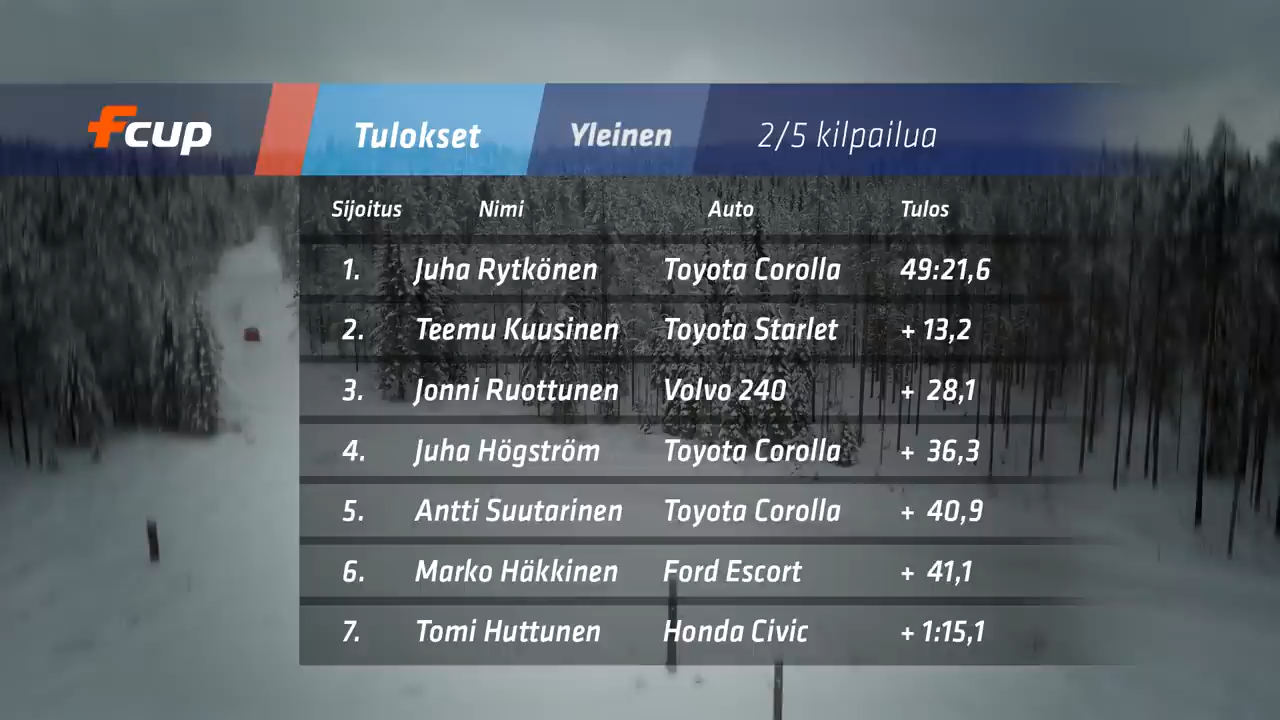 fcup Tulokset Yleinen 2/5 kilpailua
Sijoitus Nimi Auto Tulos
1. Juha Rytkönen Toyota Corolla 49:21,6
2. Teemu Kuusinen Toyota Starlet + 13,2
3. Jonni Ruottunen Volvo 240 + 28,1
4. Juha Högström Toyota Corolla + 36,3
5. Antti Suutarinen Toyota Corolla + 40,9
6. Marko Häkkinen Ford Escort + 41,1
7. Tomi Huttunen Honda Civic + 1:15,1